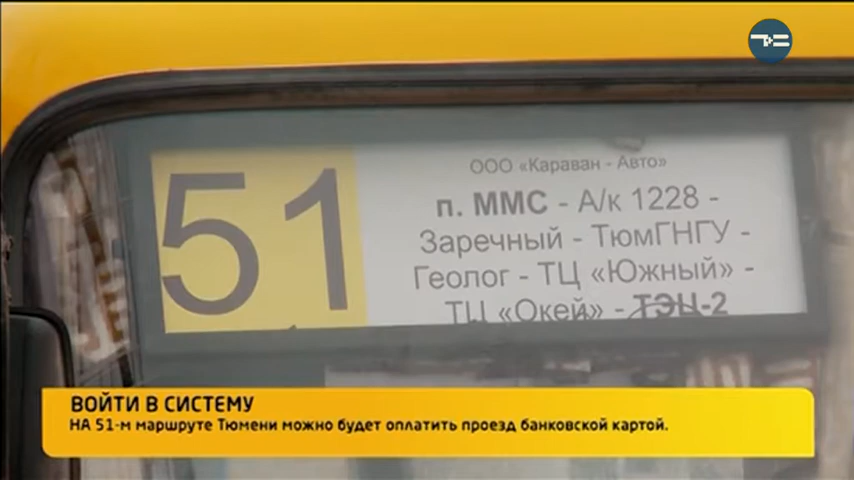 51
ООО «Караван - Авто»
п. ММС - А/к 1228 -
Заречный - ТюмГНГУ -
Геолог - ТЦ «Южный» -
ТЦ «Окей» - ТЭЦ-2
ВОЙТИ В СИСТЕМУ
НА 51-м маршруте Тюмени можно будет оплатить проезд банковской картой.